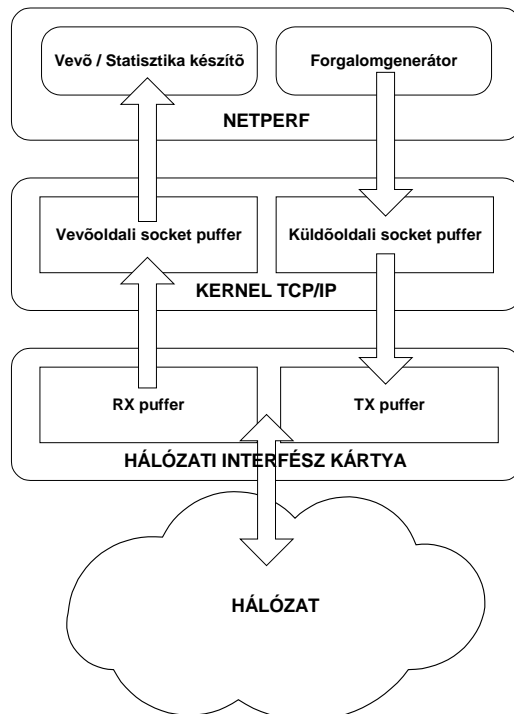 Vevõ / Statisztika készítõ
Forgalomgenerátor
NETPERF
Vevõoldali socket puffer
Küldõoldali socket puffer
KERNEL TCP/IP
RX puffer
TX puffer
HÁLÓZATI INTERFÉSZ KÁRTYA
HÁLÓZAT